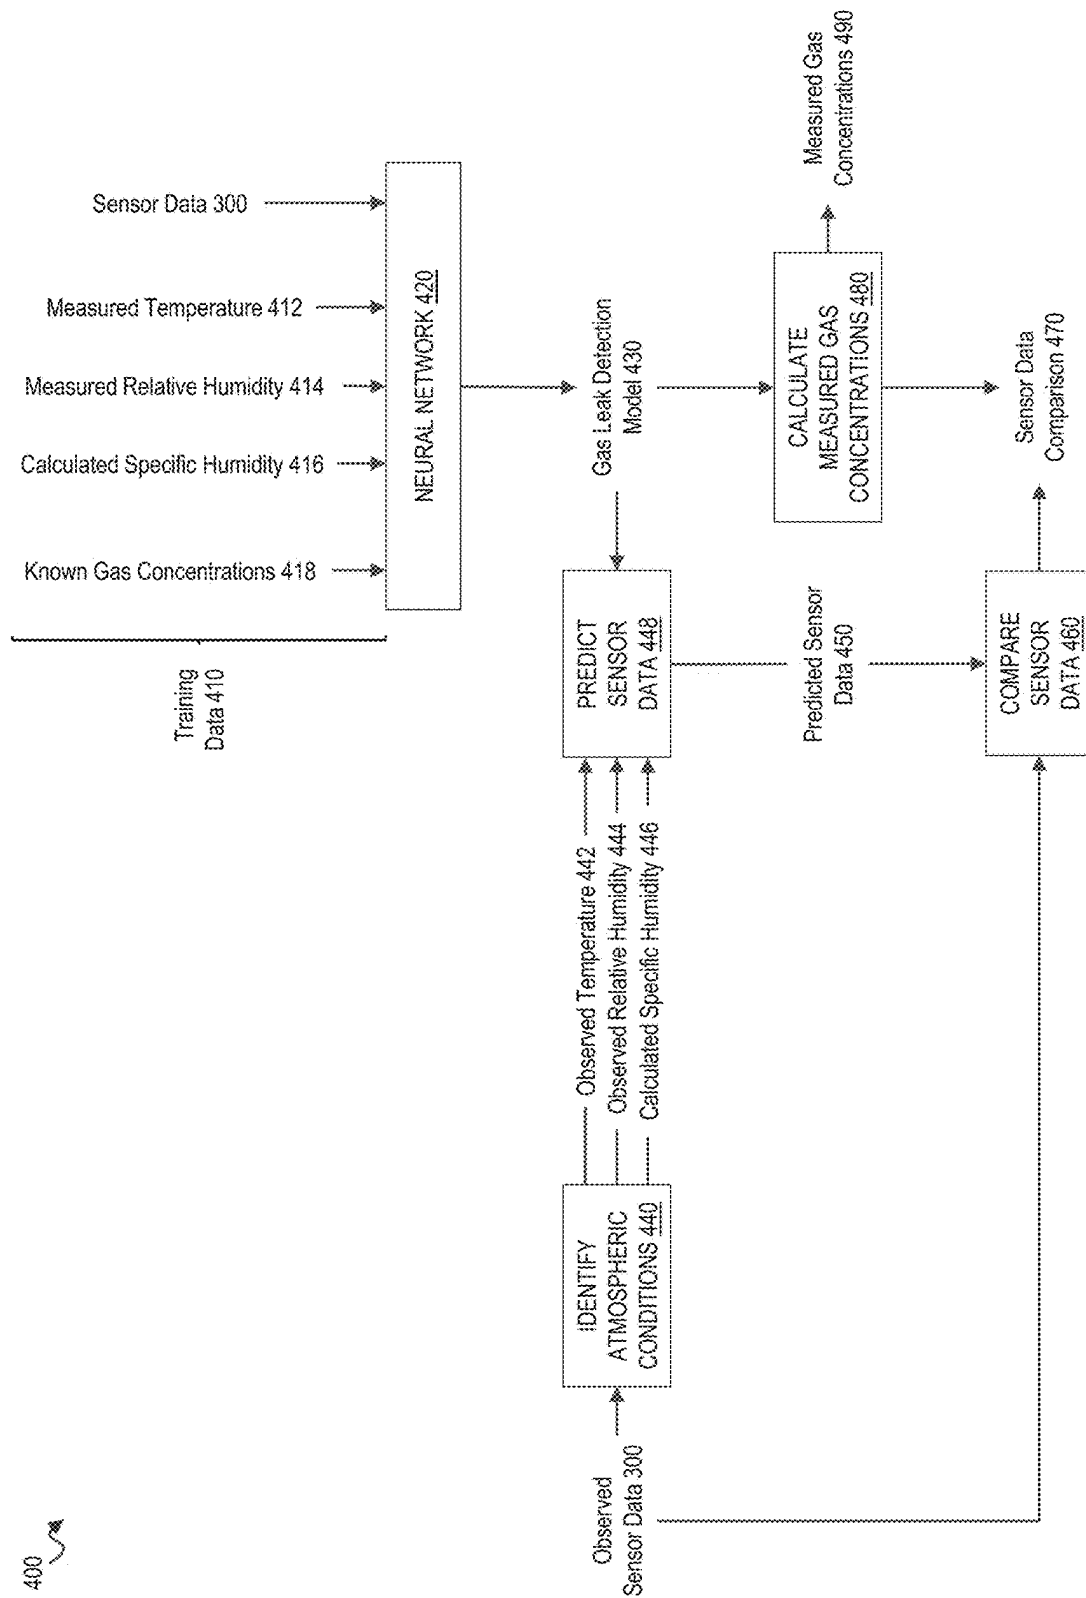 400
Training
Data 410
Known Gas Concentrations 418
Calculated Specific Humidity 416
Measured Relative Humidity 414
Measured Temperature 412
Sensor Data 300
NEURAL NETWORK 420
Gas Leak Detection
Model 430
Observed
Sensor Data 300
IDENTIFY
ATMOSPHERIC
CONDITIONS 440
Observed Temperature 442
Observed Relative Humidity 444
Calculated Specific Humidity 446
PREDICT
SENSOR
DATA 448
Predicted Sensor
Data 450
CALCULATE
MEASURED GAS
CONCENTRATIONS 480
Measured Gas
Concentrations 490
COMPARE
SENSOR
DATA 460
Sensor Data
Comparison 470